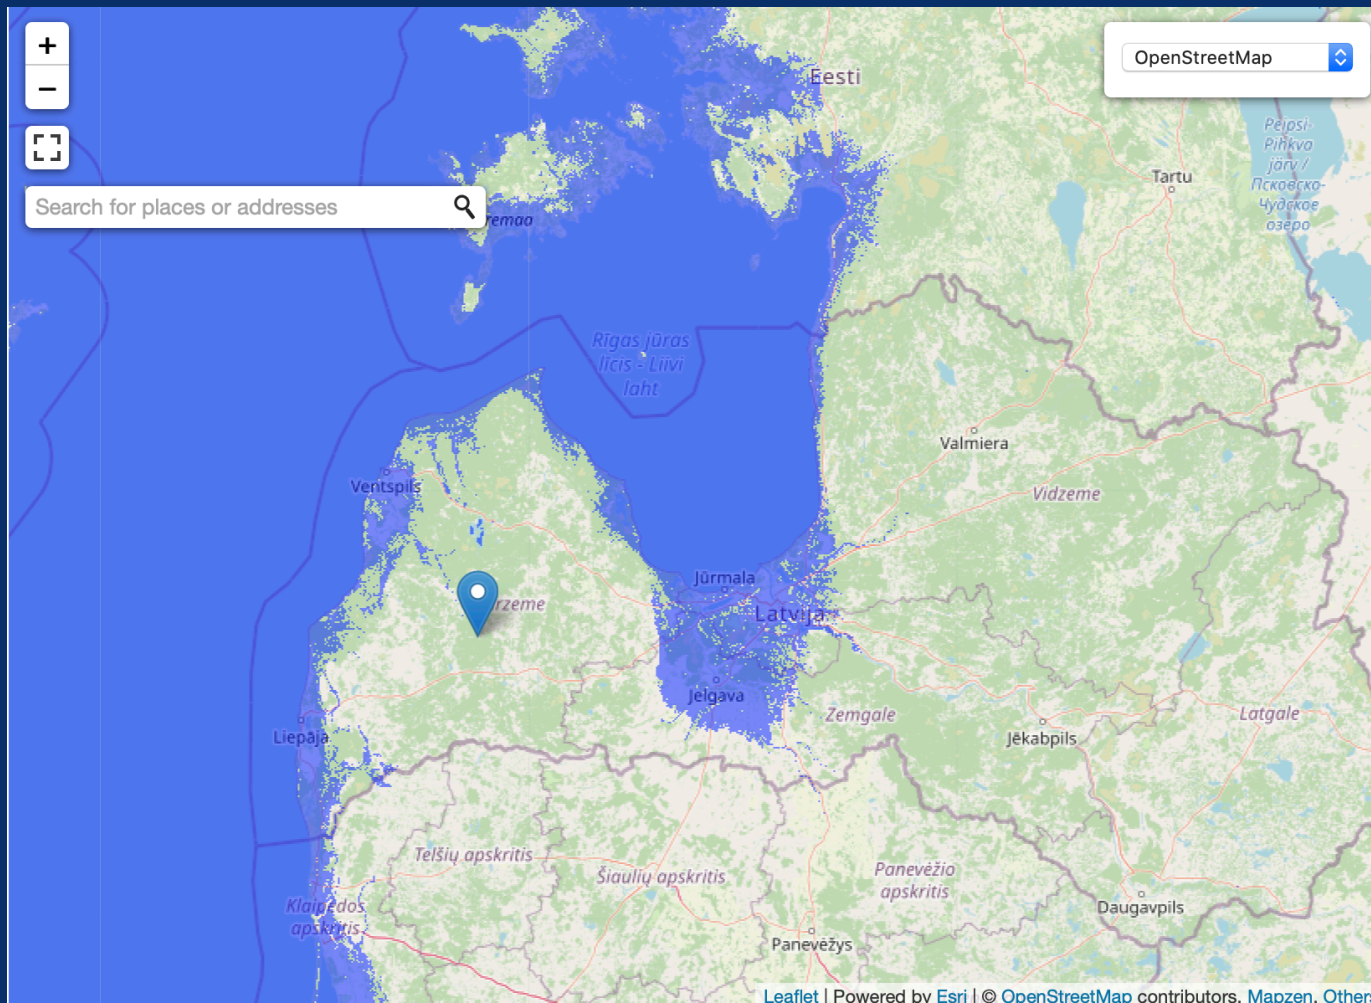 +
Eesti
OpenStreetMap
−
Peipsi-
Pihkva
järv /
Псковско-
Чудское
озеро
Tartu
Search for places or addresses
remaa
Rīgas jūras
līcis - Liivi
laht
Valmiera
Ventspils
Vidzeme
Jūrmala
rzeme
Latvija
Jelgava
Zemgale
Latgale
Liepāja
Jēkabpils
Telšių apskritis
Šiaulių apskritis
Panevėžio
apskritis
Klaipėdos
apskritis
Daugavpils
Panevėžys
Leaflet | Powered by Esri | © OpenStreetMap contributors, Mapzen, Other